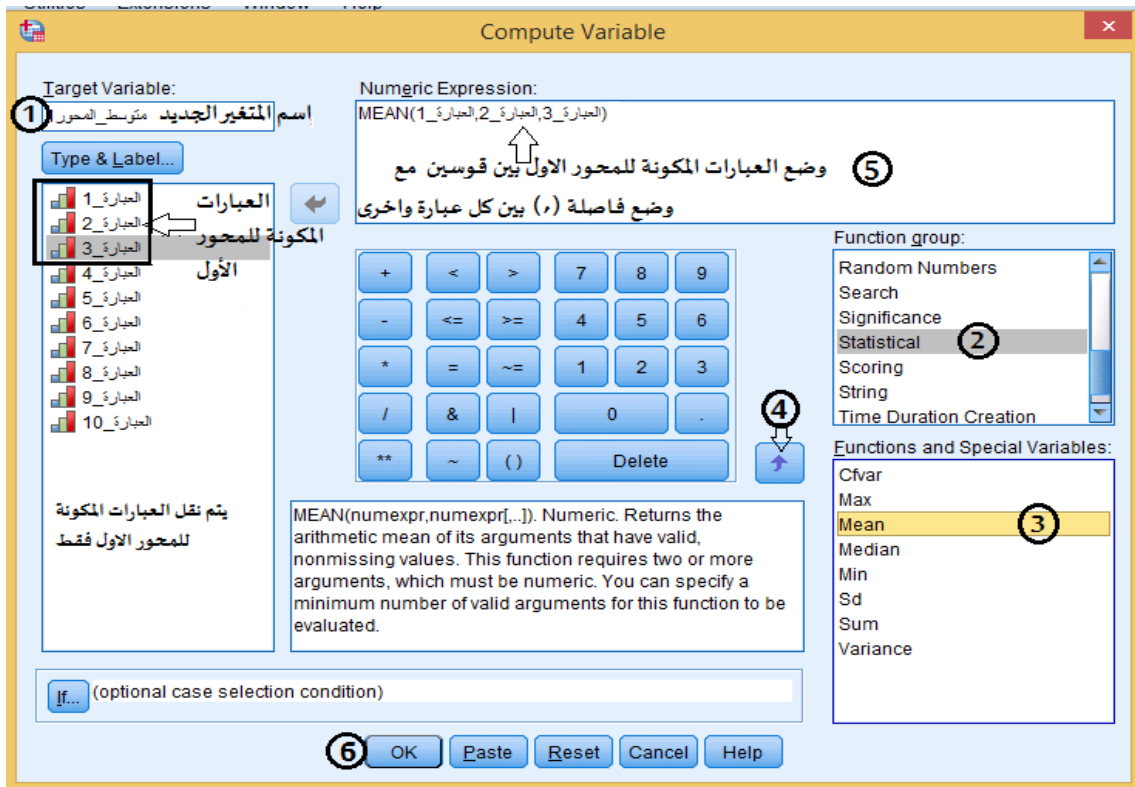 Utilities Extensions Window Help
Compute Variable
Target Variable:
1
متوسط_المحور
اسم المتغير الجديد
Type & Label...
Numeric Expression:
MEAN(العبارة_1,العبارة_2,العبارة_3)
وضع العبارات المكونة للمحور الاول بين قوسين مع
5
وضع فاصلة (,) بين كل عبارة واخرى
العبارة_1
العبارة_2
العبارة_3
العبارة_4
العبارة_5
العبارة_6
العبارة_7
العبارة_8
العبارة_9
العبارة_10
العبارات
المكونة للمحور
الأول
يتم نقل العبارات المكونة
للمحور الاول فقط
+ < > 7 8 9
- <= >= 4 5 6
* = ~= 1 2 3
/ & | 0 .
** ~ ( ) Delete
4
Function group:
Random Numbers
Search
Significance
Statistical
2
Scoring
String
Time Duration Creation
Functions and Special Variables:
Cfvar
Max
Mean
3
Median
Min
Sd
Sum
Variance
MEAN(numexpr,numexpr[,..]). Numeric. Returns the
arithmetic mean of its arguments that have valid,
nonmissing values. This function requires two or more
arguments, which must be numeric. You can specify a
minimum number of valid arguments for this function to be
evaluated.
If... (optional case selection condition)
6
OK Paste Reset Cancel Help